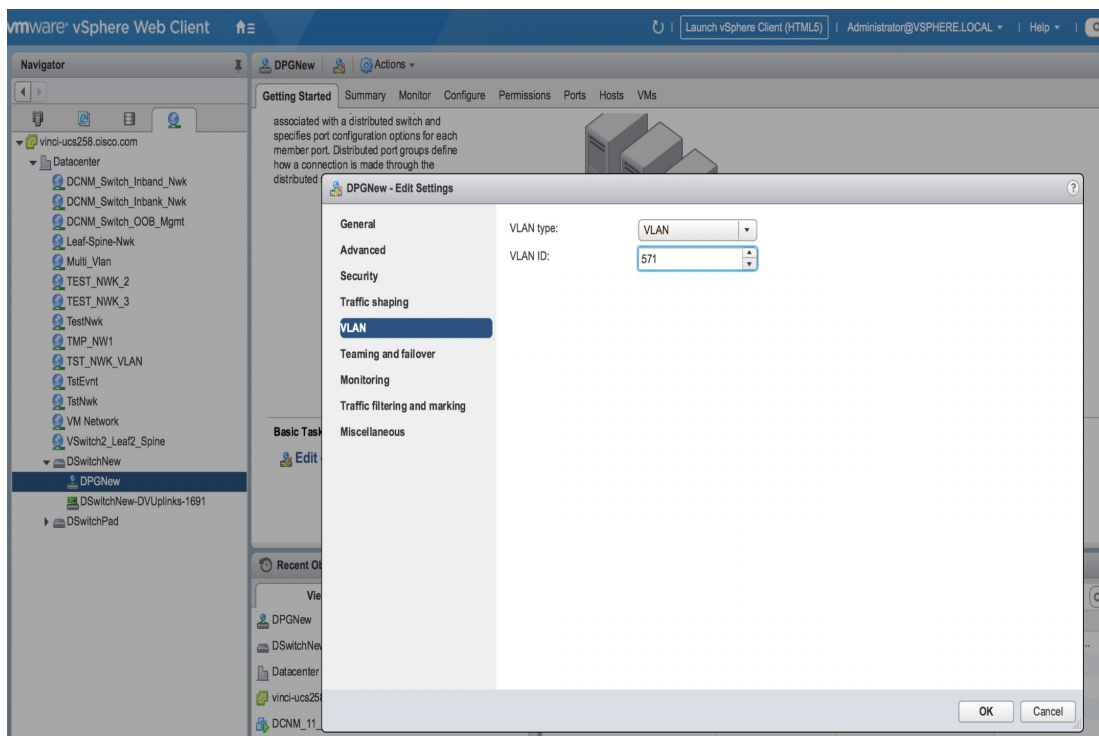 vmware® vSphere Web Client
Launch vSphere Client (HTML5) | Administrator@VSPHERE.LOCAL | Help
Navigator
DPGNew Actions
Getting Started Summary Monitor Configure Permissions Ports Hosts VMs
associated with a distributed switch and
specifies port configuration options for each
member port. Distributed port groups define
how a connection is made through the
distributed
vinci-ucs258.cisco.com
Datacenter
DCNM_Switch_Inband_Nwk
DCNM_Switch_Inbank_Nwk
DCNM_Switch_OOB_Mgmt
Leaf-Spine-Nwk
Multi_Vlan
TEST_NWK_2
TEST_NWK_3
TestNwk
TMP_NW1
TST_NWK_VLAN
TstEvnt
TstNwk
VM Network
VSwitch2_Leaf2_Spine
DSwitchNew
DPGNew
DSwitchNew-DVUplinks-1691
DSwitchPad
DPGNew - Edit Settings
General
Advanced
Security
Traffic shaping
VLAN
Teaming and failover
Monitoring
Traffic filtering and marking
Miscellaneous
VLAN type: VLAN
VLAN ID: 571
OK Cancel
Basic Task
Edit
Recent Ob
Vie
DPGNew
DSwitchNew
Datacenter
vinci-ucs258
DCNM_11_